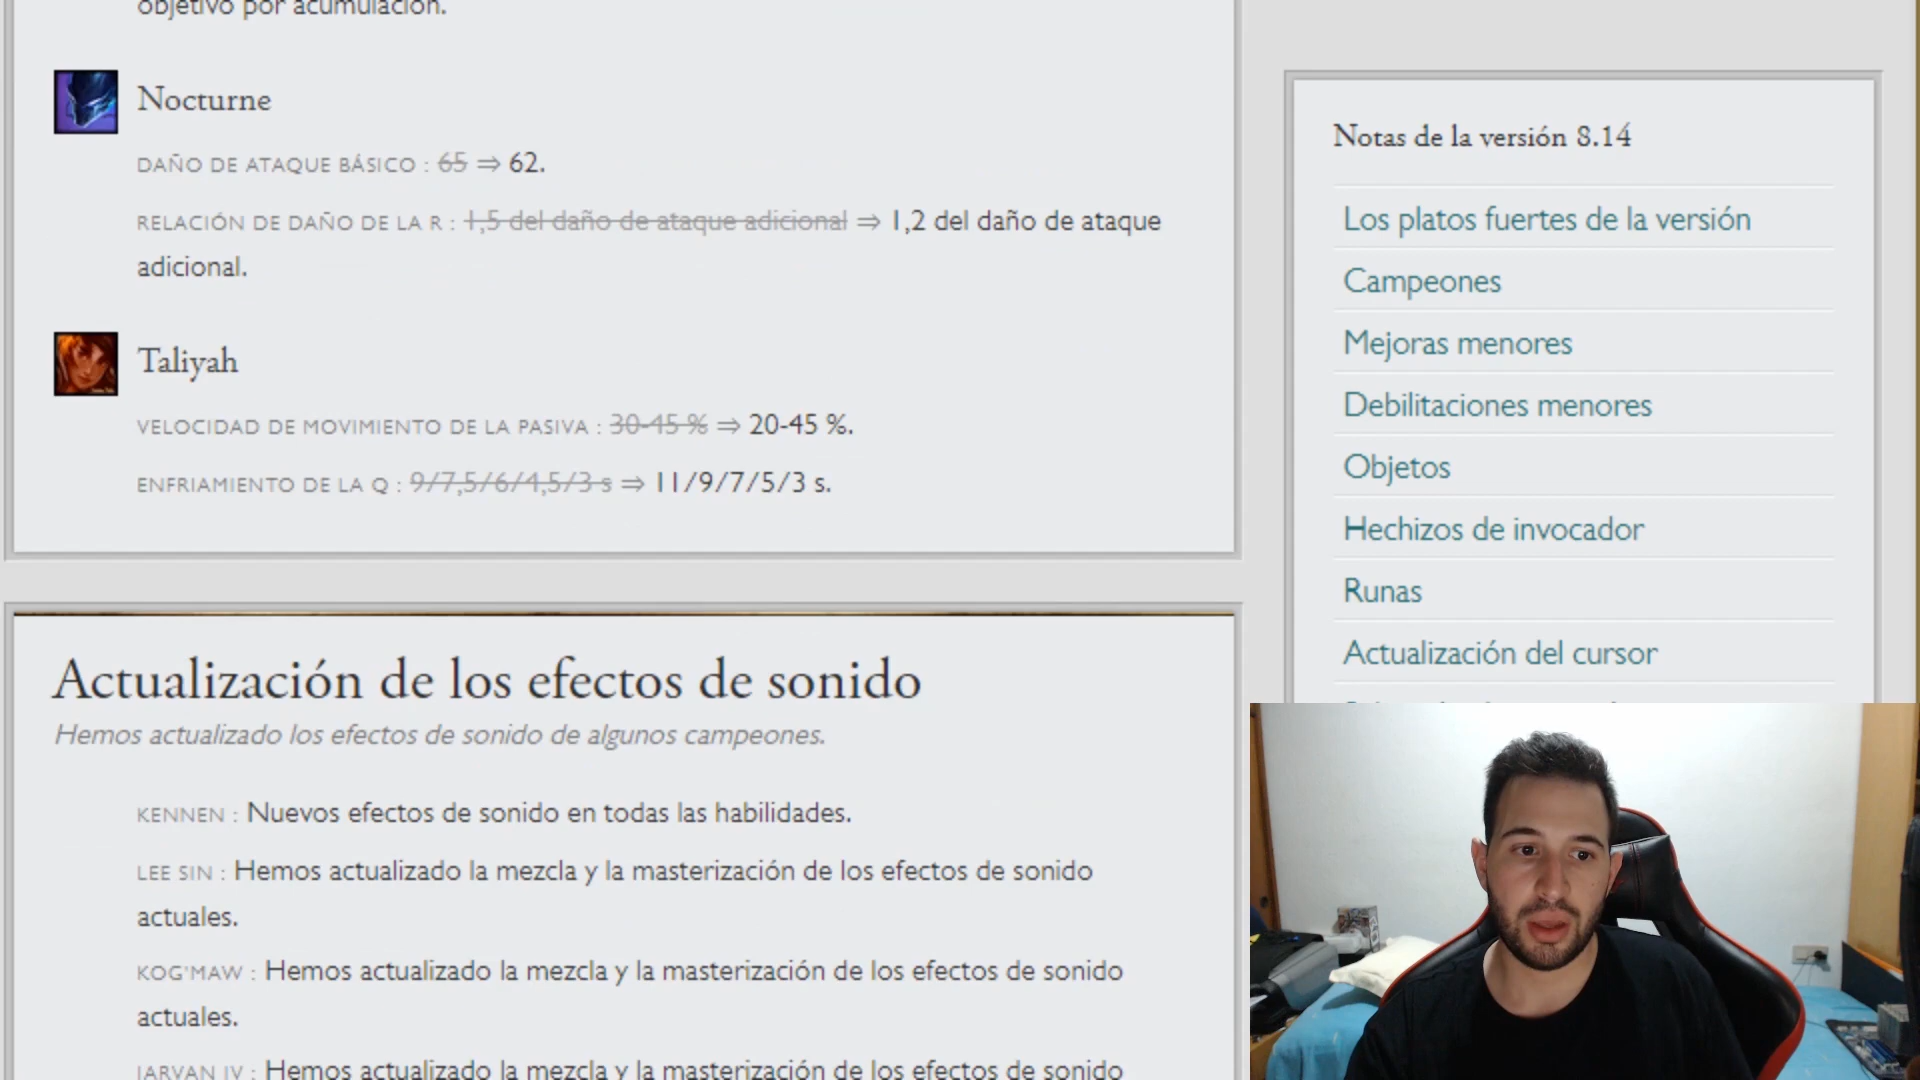 objetivo por acumulación.
Nocturne
DAÑO DE ATAQUE BÁSICO : 65 ⇒ 62.
RELACIÓN DE DAÑO DE LA R : 1,5 del daño de ataque adicional ⇒ 1,2 del daño de ataque
adicional.
Taliyah
VELOCIDAD DE MOVIMIENTO DE LA PASIVA : 30-45 % ⇒ 20-45 %.
ENFRIAMIENTO DE LA Q : 9/7,5/6/4,5/3 s ⇒ 11/9/7/5/3 s.
Actualización de los efectos de sonido
Hemos actualizado los efectos de sonido de algunos campeones.
KENNEN : Nuevos efectos de sonido en todas las habilidades.
LEE SIN : Hemos actualizado la mezcla y la masterización de los efectos de sonido
actuales.
KOG'MAW : Hemos actualizado la mezcla y la masterización de los efectos de sonido
actuales.
JARVAN IV : Hemos actualizado la mezcla y la masterización de los efectos de sonido
Notas de la versión 8.14
Los platos fuertes de la versión
Campeones
Mejoras menores
Debilitaciones menores
Objetos
Hechizos de invocador
Runas
Actualización del cursor